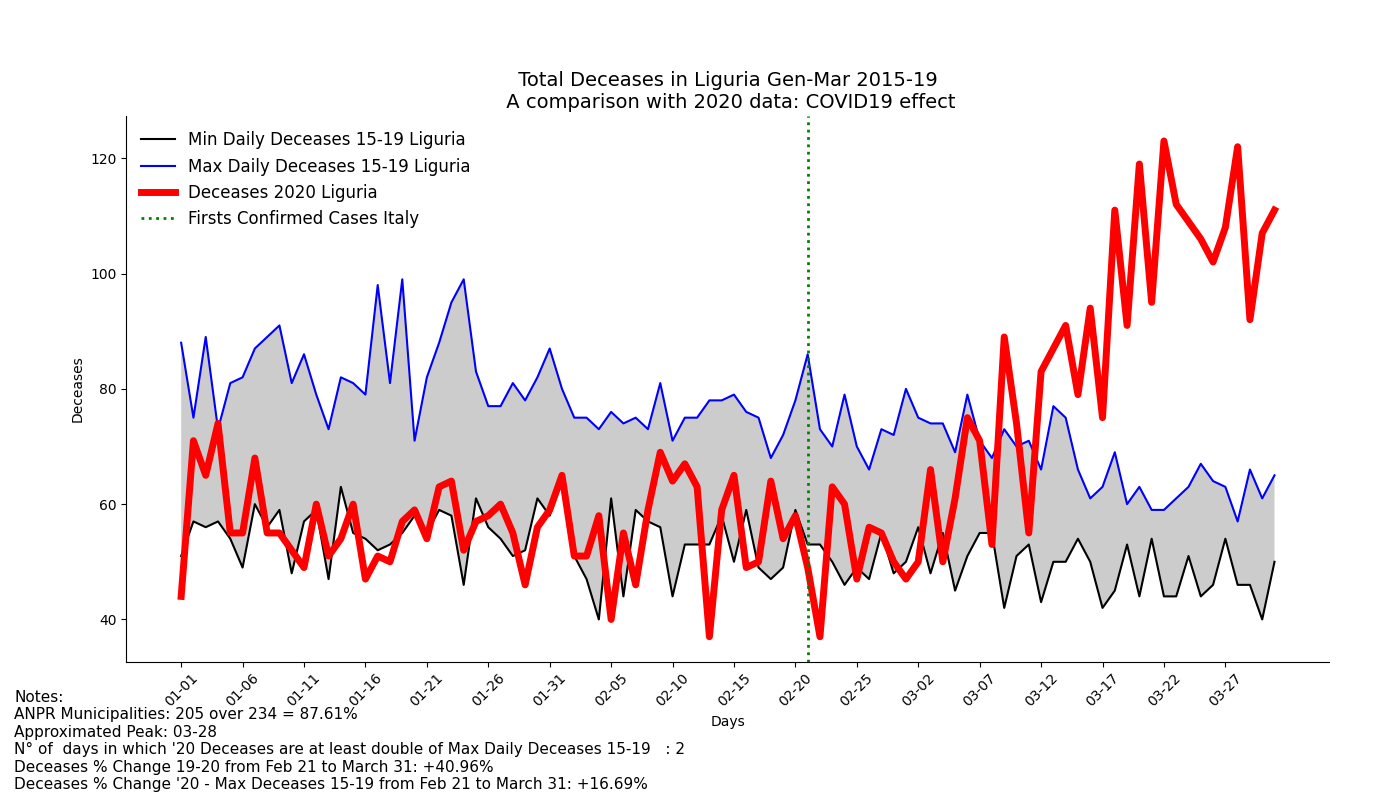 Total Deceases in Liguria Gen-Mar 2015-19
A comparison with 2020 data: COVID19 effect
Min Daily Deceases 15-19 Liguria
Max Daily Deceases 15-19 Liguria
Deceases 2020 Liguria
Firsts Confirmed Cases Italy
Deceases
120
100
80
60
40
01-01 01-06 01-11 01-16 01-21 01-26 01-31 02-05 02-10 02-15 02-20 02-25 03-02 03-07 03-12 03-17 03-22 03-27
Days
Notes:
ANPR Municipalities: 205 over 234 = 87.61%
Approximated Peak: 03-28
N° of  days in which '20 Deceases are at least double of Max Daily Deceases 15-19   : 2
Deceases % Change 19-20 from Feb 21 to March 31: +40.96%
Deceases % Change '20 - Max Deceases 15-19 from Feb 21 to March 31: +16.69%